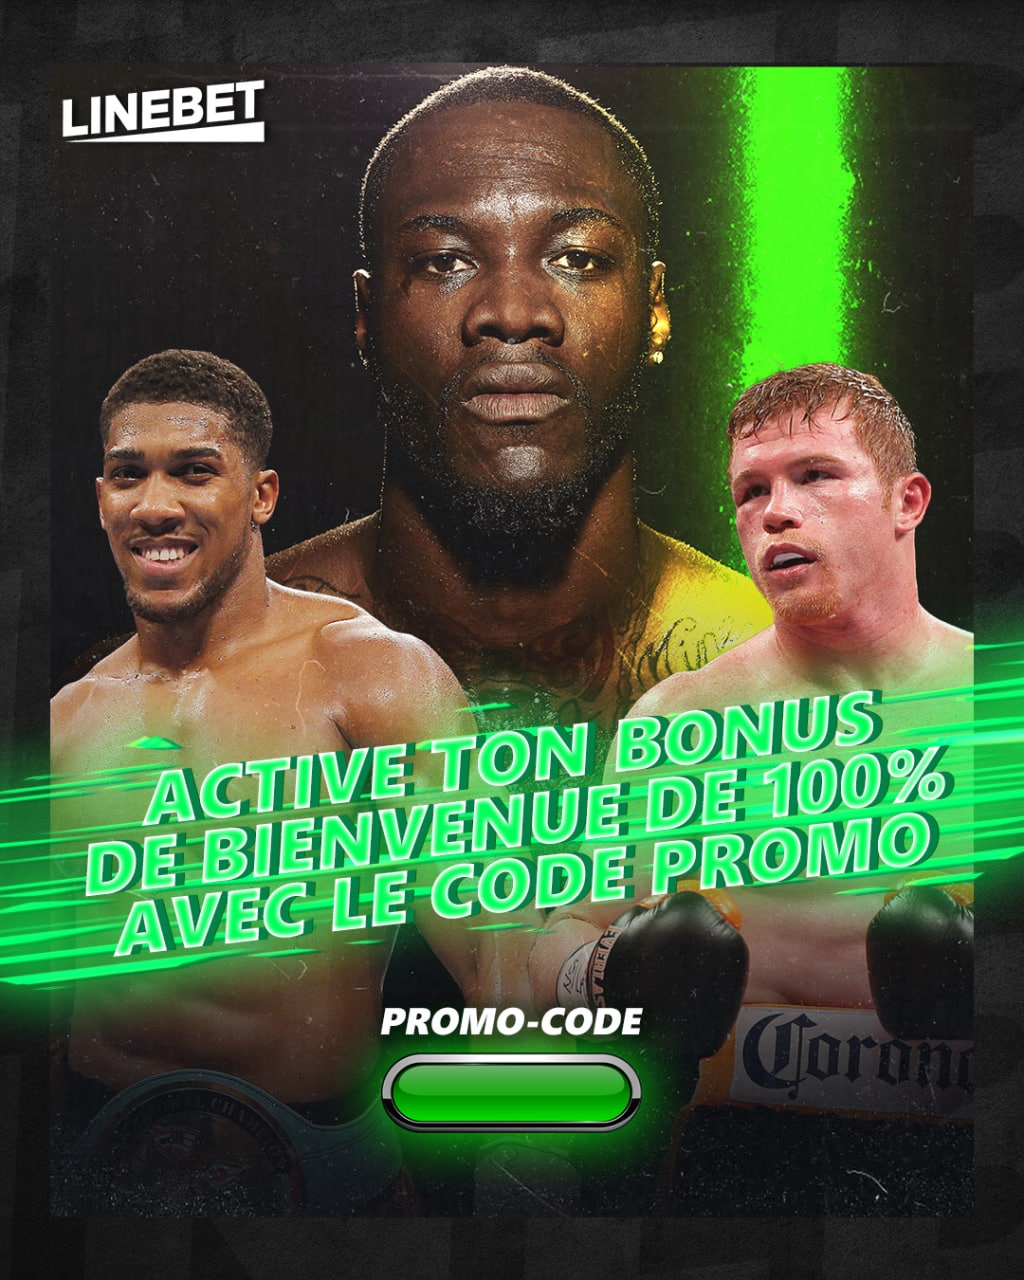 LINEBET
ACTIVE TON BONUS
DE BIENVENUE DE 100%
AVEC LE CODE PROMO
PROMO-CODE
Corona